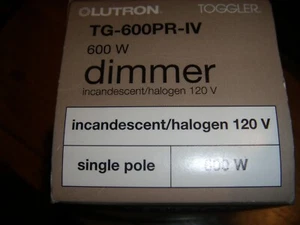 LUTRON TOGGLER
TG-600PR-IV
600 W
dimmer
incandescent/halogen 120 V
incandescent/halogen 120 V
single pole 600 W